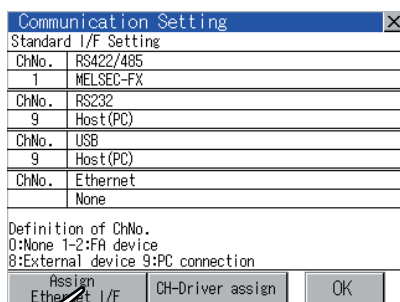 Communication Setting
Standard I/F Setting
ChNo. RS422/485
1 MELSEC-FX
ChNo. RS232
9 Host(PC)
ChNo. USB
9 Host(PC)
ChNo. Ethernet
None
Definition of ChNo.
0:None 1-2:FA device
8:External device 9:PC connection
Assign
Ethernet I/F
CH-Driver assign
OK